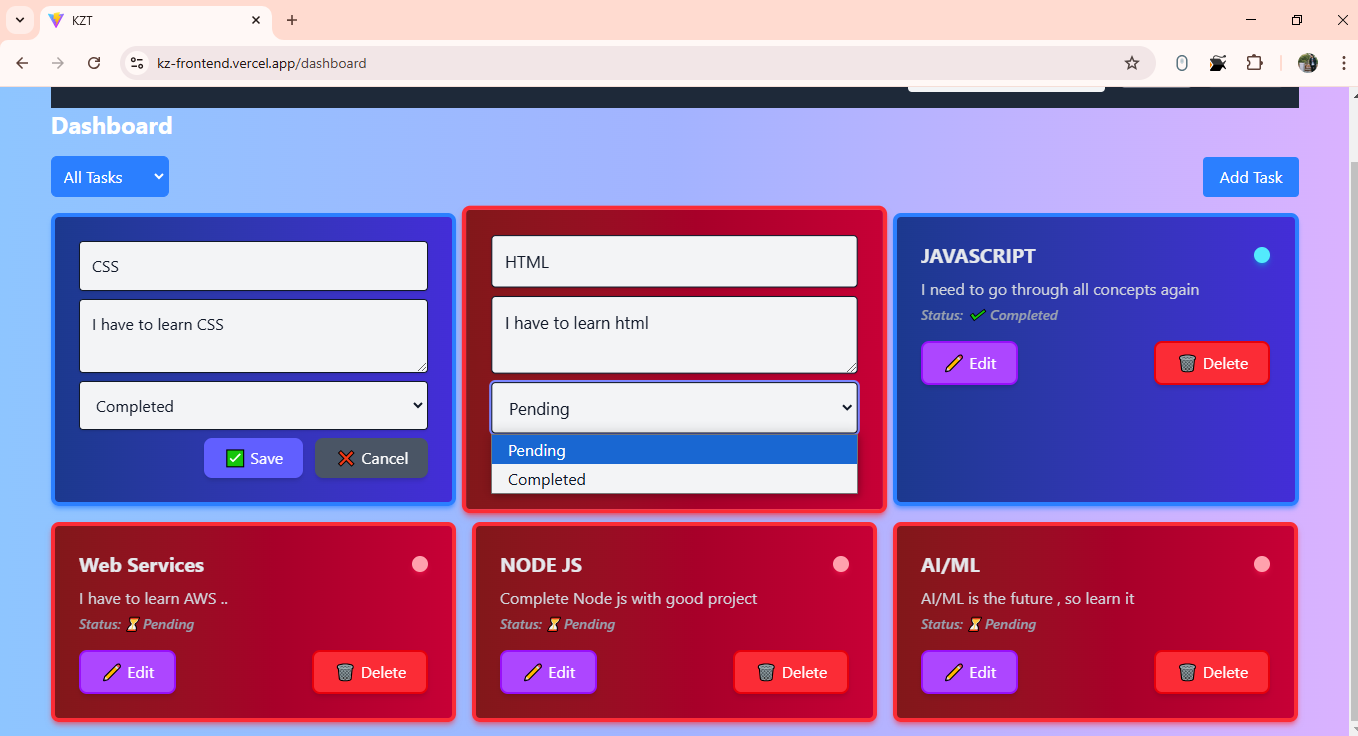 KZT
kz-frontend.vercel.app/dashboard
Dashboard
All Tasks
Add Task
CSS
I have to learn CSS
Completed
Save
Cancel
HTML
I have to learn html
Pending
Pending
Completed
JAVASCRIPT
I need to go through all concepts again
Status: ✔ Completed
Edit
Delete
Web Services
I have to learn AWS ..
Status: ⏳ Pending
Edit
Delete
NODE JS
Complete Node js with good project
Status: ⏳ Pending
Edit
Delete
AI/ML
AI/ML is the future , so learn it
Status: ⏳ Pending
Edit
Delete